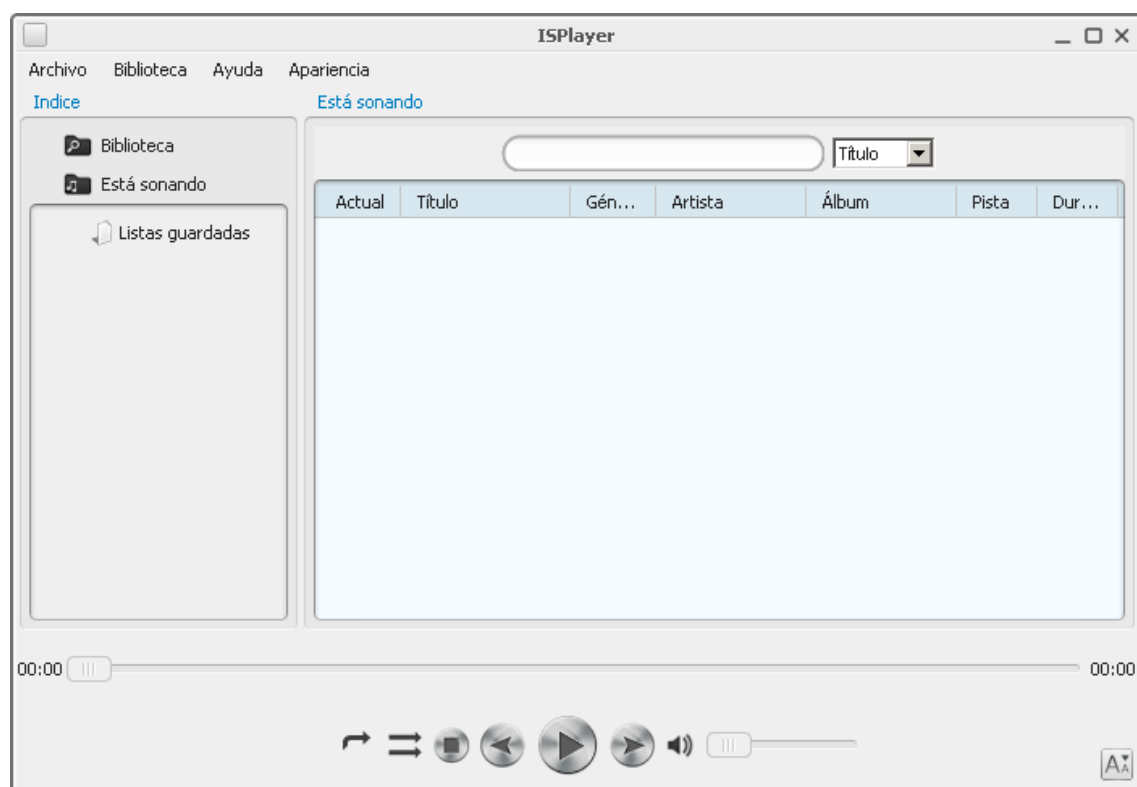 ISPlayer
Archivo Biblioteca Ayuda Apariencia
Indice
Está sonando
Biblioteca
Está sonando
Listas guardadas
Título
Actual Título Gén... Artista Álbum Pista Dur...
00:00
00:00
AA